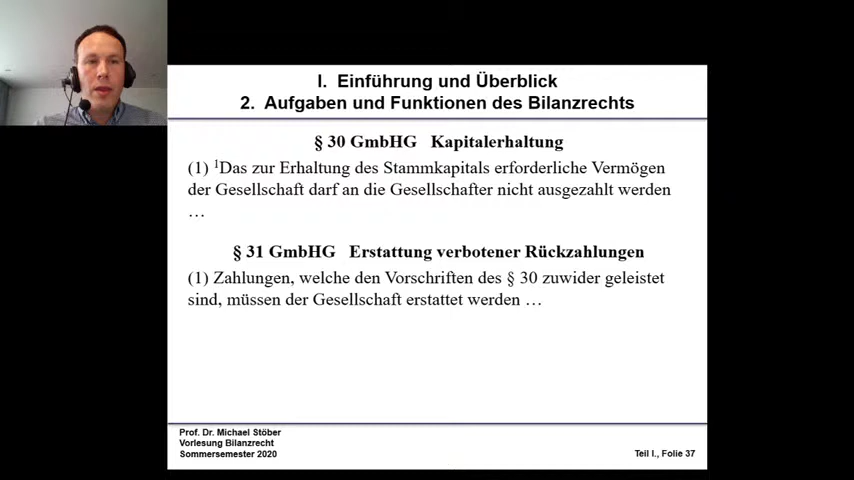 I. Einführung und Überblick
2. Aufgaben und Funktionen des Bilanzrechts
§ 30 GmbHG Kapitalerhaltung
(1) ¹Das zur Erhaltung des Stammkapitals erforderliche Vermögen
der Gesellschaft darf an die Gesellschafter nicht ausgezahlt werden
…
§ 31 GmbHG Erstattung verbotener Rückzahlungen
(1) Zahlungen, welche den Vorschriften des § 30 zuwider geleistet
sind, müssen der Gesellschaft erstattet werden …
Prof. Dr. Michael Stöber
Vorlesung Bilanzrecht
Sommersemester 2020
Teil I., Folie 37